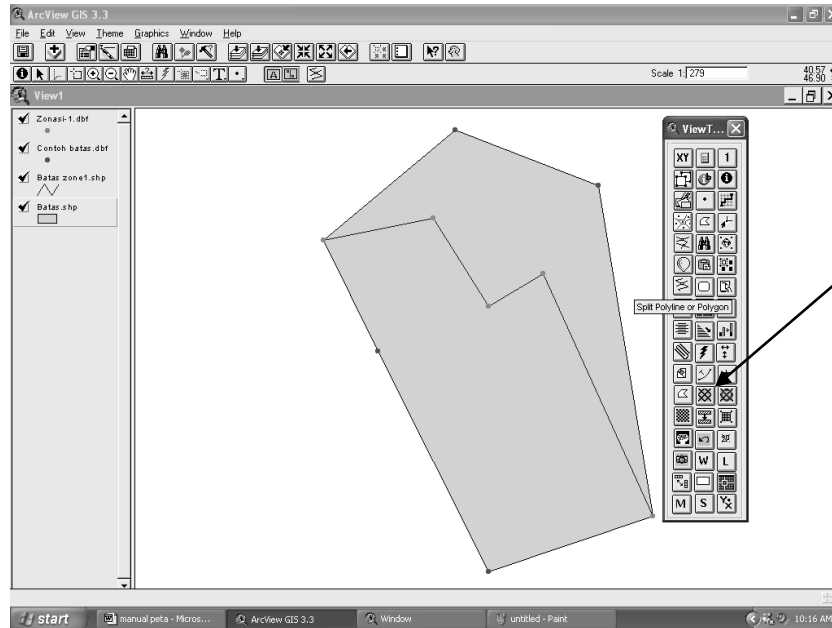 ArcView GIS 3.3
File Edit View Theme Graphics Window Help
Scale 1: 279
40.57
46.90
View1
Zonasi-1.dbf
Contoh batas.dbf
Batas zone1.shp
Batas.shp
ViewT...
XY 1
Split Polyline or Polygon
W L
M S
start manual peta - Micros... ArcView GIS 3.3 Window untitled - Paint 10:16 AM